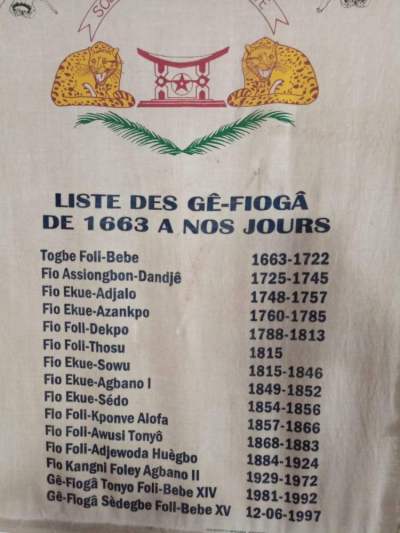 LISTE DES GÊ-FIOGÂ
DE 1663 A NOS JOURS
Togbe Foli-Bebe 1663-1722
Fio Assiongbon-Dandjê 1725-1745
Fio Ekue-Adjalo 1748-1757
Fio Ekue-Azankpo 1760-1785
Fio Foli-Dekpo 1788-1813
Fio Foli-Thosu 1815
Fio Ekue-Sowu 1815-1846
Fio Ekue-Agbano I 1849-1852
Fio Ekue-Sédo 1854-1856
Fio Foli-Kponve Alofa 1857-1866
Fio Foli-Awusi Tonyô 1868-1883
Fio Foli-Adjewoda Huègbo 1884-1924
Fio Kangni Foley Agbano II 1929-1972
Gê-Fiogâ Tonyo Foli-Bebe XIV 1981-1992
Gê-Fiogâ Sèdegbe Foli-Bebe XV 12-06-1997